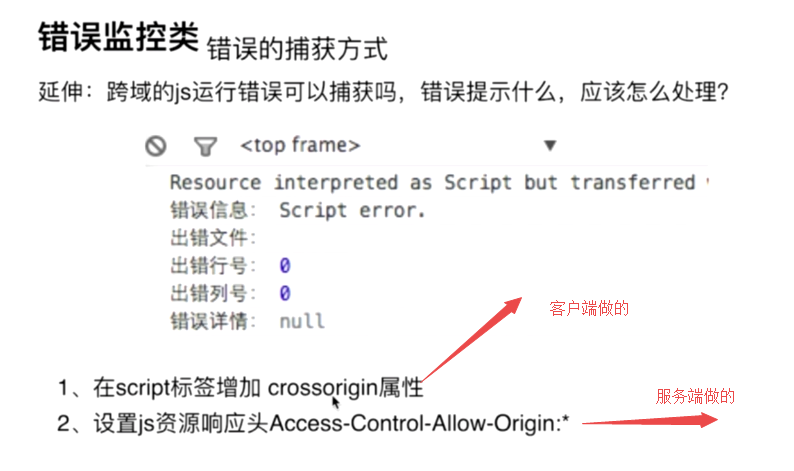 错误监控类 错误的捕获方式
延伸：跨域的js运行错误可以捕获吗，错误提示什么，应该怎么处理？
<top frame>
Resource interpreted as Script but transferred
错误信息： Script error.
出错文件：
出错行号： 0
出错列号： 0
错误详情： null
客户端做的
1、在script标签增加 crossorigin属性
服务端做的
2、设置js资源响应头Access-Control-Allow-Origin:*